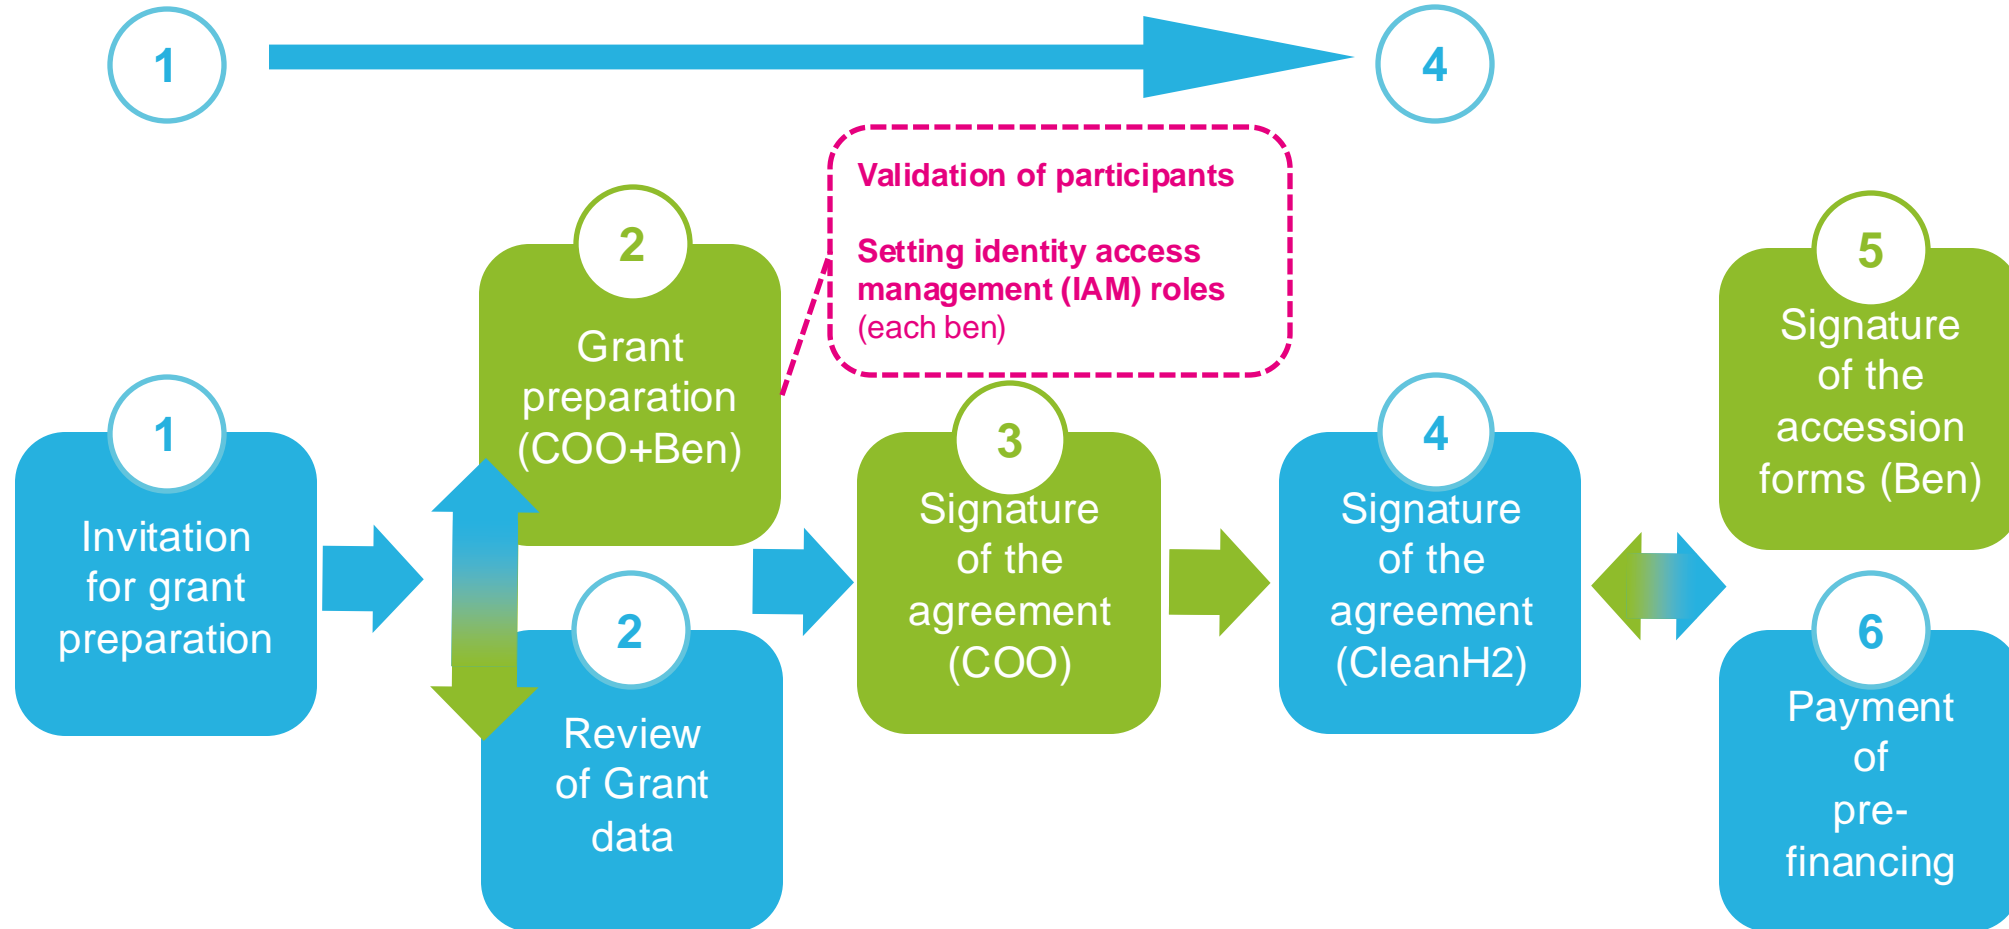 1
4
Validation of participants
Setting identity access
management (IAM) roles
(each ben)
1
Invitation
for grant
preparation
2
Grant
preparation
(COO+Ben)
2
Review
of Grant
data
3
Signature
of the
agreement
(COO)
4
Signature
of the
agreement
(CleanH2)
5
Signature
of the
accession
forms (Ben)
6
Payment
of
pre-
financing